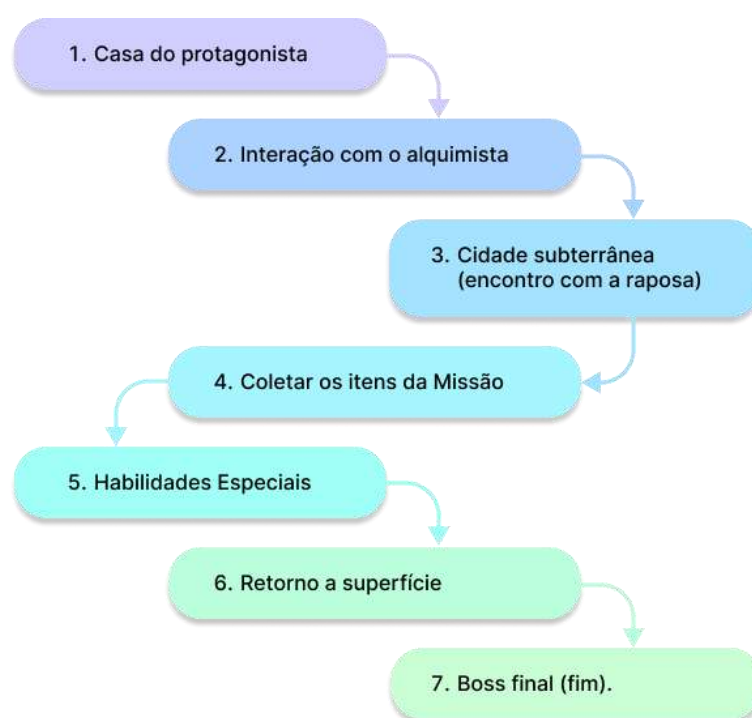 1. Casa do protagonista
2. Interação com o alquimista
3. Cidade subterrânea
(encontro com a raposa)
4. Coletar os itens da Missão
5. Habilidades Especiais
6. Retorno a superfície
7. Boss final (fim).